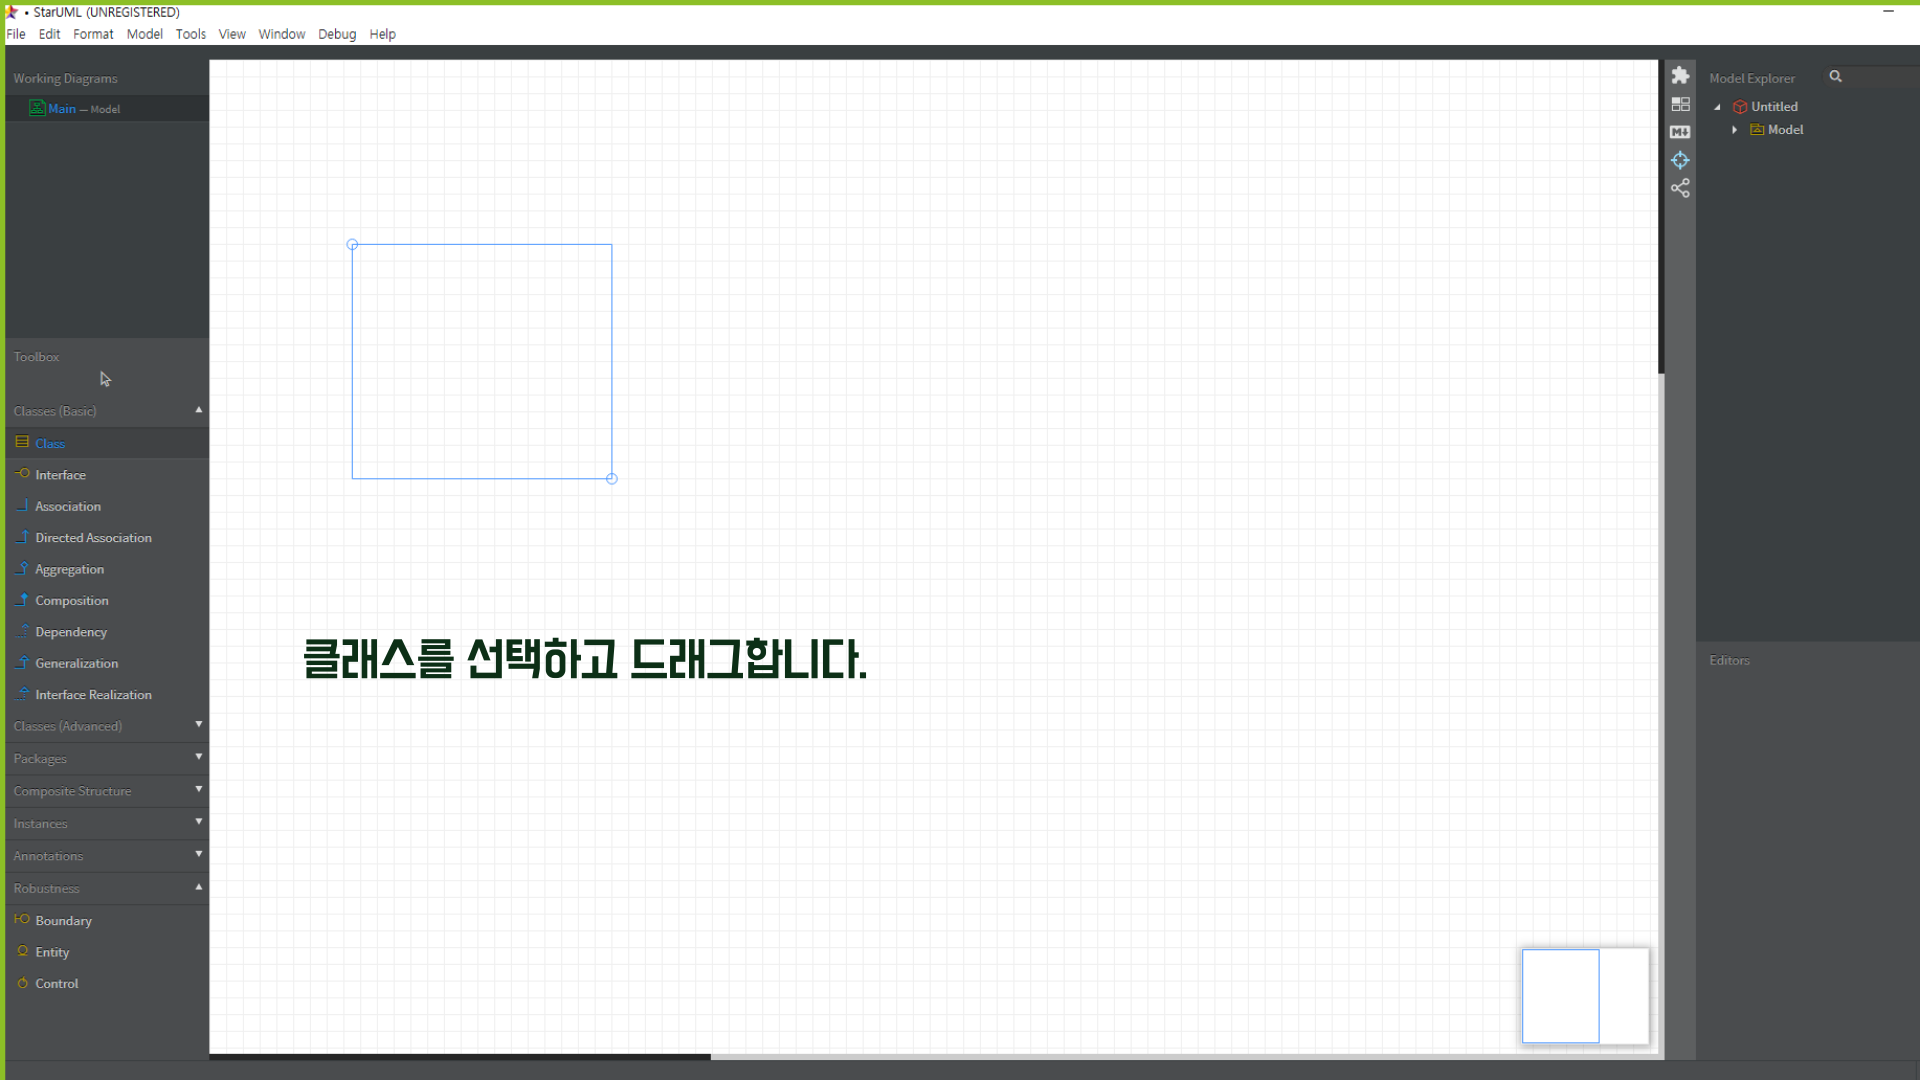 • StarUML (UNREGISTERED)
File Edit Format Model Tools View Window Debug Help
Working Diagrams
Main — Model
Toolbox
Classes (Basic)
Class
Interface
Association
Directed Association
Aggregation
Composition
Dependency
Generalization
Interface Realization
Classes (Advanced)
Packages
Composite Structure
Instances
Annotations
Robustness
Boundary
Entity
Control
클래스를 선택하고 드래그합니다.
M
Model Explorer
Untitled
Model
Editors